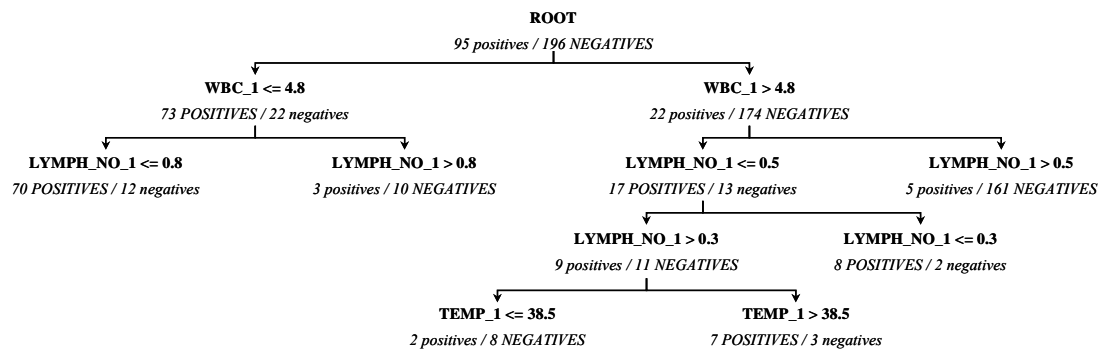 ROOT
95 positives / 196 NEGATIVES
WBC_1 <= 4.8
WBC_1 > 4.8
73 POSITIVES / 22 negatives
22 positives / 174 NEGATIVES
LYMPH_NO_1 <= 0.8
LYMPH_NO_1 > 0.8
LYMPH_NO_1 <= 0.5
LYMPH_NO_1 > 0.5
70 POSITIVES / 12 negatives
3 positives / 10 NEGATIVES
17 POSITIVES / 13 negatives
5 positives / 161 NEGATIVES
LYMPH_NO_1 > 0.3
LYMPH_NO_1 <= 0.3
9 positives / 11 NEGATIVES
8 POSITIVES / 2 negatives
TEMP_1 <= 38.5
TEMP_1 > 38.5
2 positives / 8 NEGATIVES
7 POSITIVES / 3 negatives